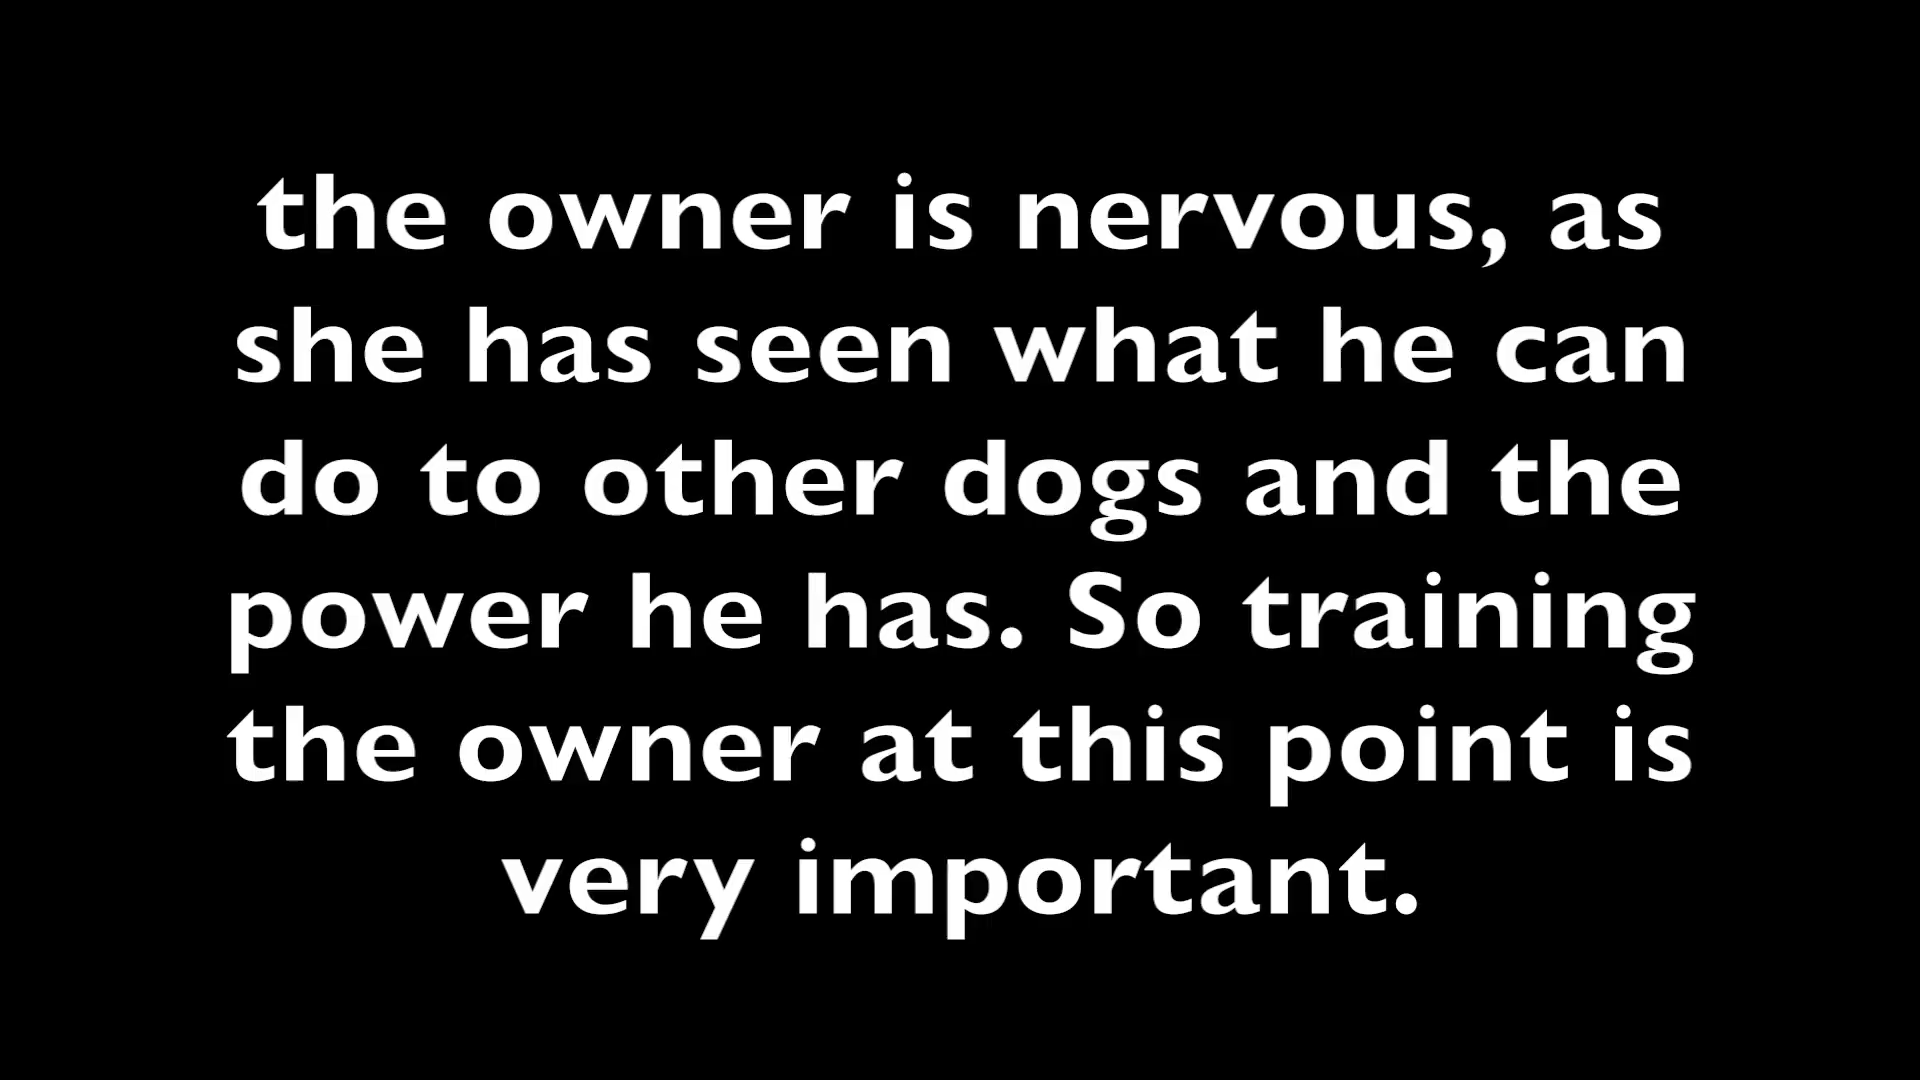 the owner is nervous, as
she has seen what he can
do to other dogs and the
power he has. So training
the owner at this point is
very important.